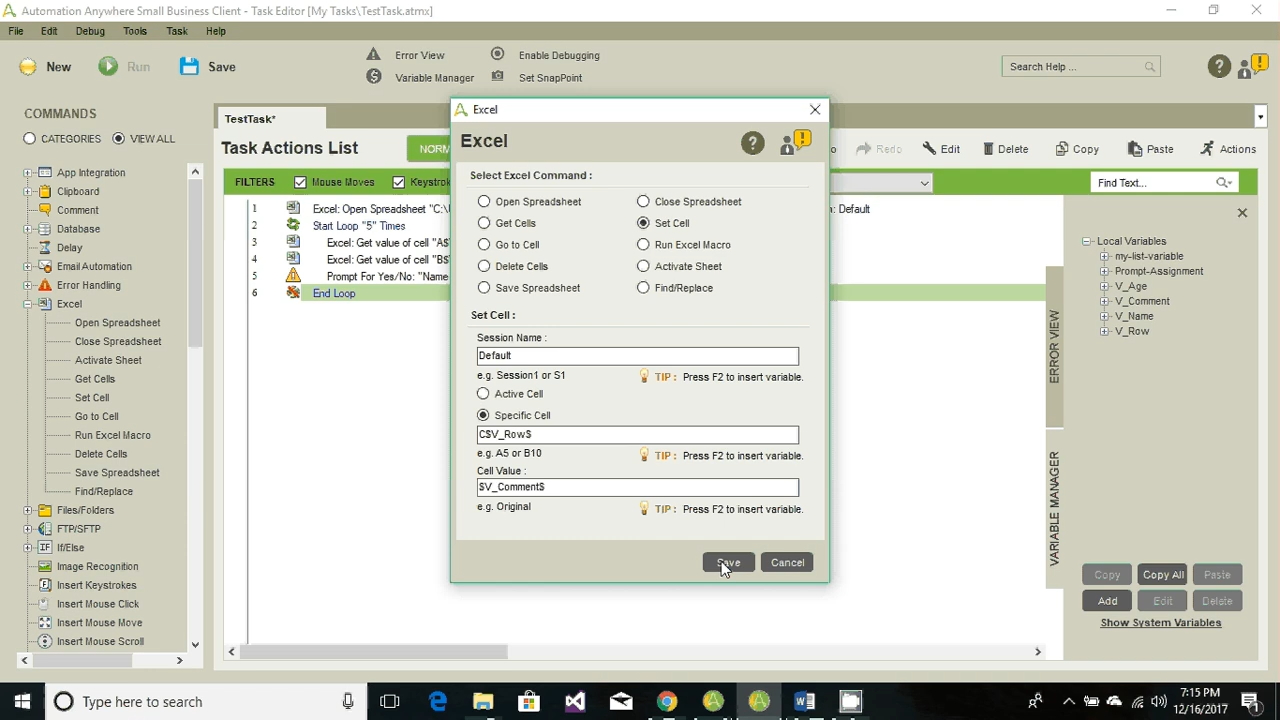 Automation Anywhere Small Business Client - Task Editor [My Tasks\TestTask.atmx]
File Edit Debug Tools Task Help
New Run Save
Error View Enable Debugging
Variable Manager Set SnapPoint
Search Help ...
COMMANDS
CATEGORIES VIEW ALL
App Integration
Clipboard
Comment
Database
Delay
Email Automation
Error Handling
Excel
Open Spreadsheet
Close Spreadsheet
Activate Sheet
Get Cells
Set Cell
Go to Cell
Run Excel Macro
Delete Cells
Save Spreadsheet
Find/Replace
Files/Folders
FTP/SFTP
IF If/Else
Image Recognition
Insert Keystrokes
Insert Mouse Click
Insert Mouse Move
Insert Mouse Scroll
TestTask*
Task Actions List
NORM
Redo Edit Delete Copy Paste Actions
FILTERS Mouse Moves Keystrok
Find Text...
1 Excel: Open Spreadsheet "C:\
n: Default
2 Start Loop "5" Times
3 Excel: Get value of cell "A$
4 Excel: Get value of cell "B$
5 Prompt For Yes/No: "Name
6 End Loop
Excel
Excel
Select Excel Command :
Open Spreadsheet Close Spreadsheet
Get Cells Set Cell
Go to Cell Run Excel Macro
Delete Cells Activate Sheet
Save Spreadsheet Find/Replace
Set Cell :
Session Name :
Default
e.g. Session1 or S1 TIP : Press F2 to insert variable.
Active Cell
Specific Cell
C$V_Row$
e.g. A5 or B10 TIP : Press F2 to insert variable.
Cell Value :
$V_Comment$
e.g. Original TIP : Press F2 to insert variable.
Save Cancel
ERROR VIEW
VARIABLE MANAGER
Local Variables
my-list-variable
Prompt-Assignment
V_Age
V_Comment
V_Name
V_Row
Copy Copy All Paste
Add Edit Delete
Show System Variables
Type here to search
7:15 PM
12/16/2017